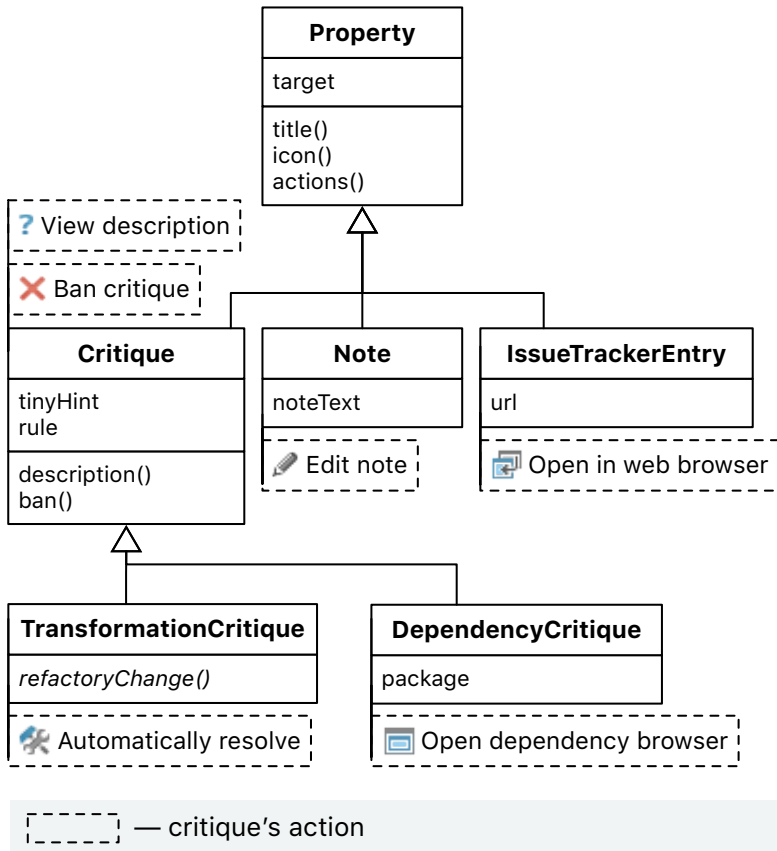 Property
target
title()
icon()
actions()
? View description
Ban critique
Critique
tinyHint
rule
description()
ban()
Note
noteText
Edit note
IssueTrackerEntry
url
Open in web browser
TransformationCritique
refactoryChange()
Automatically resolve
DependencyCritique
package
Open dependency browser
— critique’s action